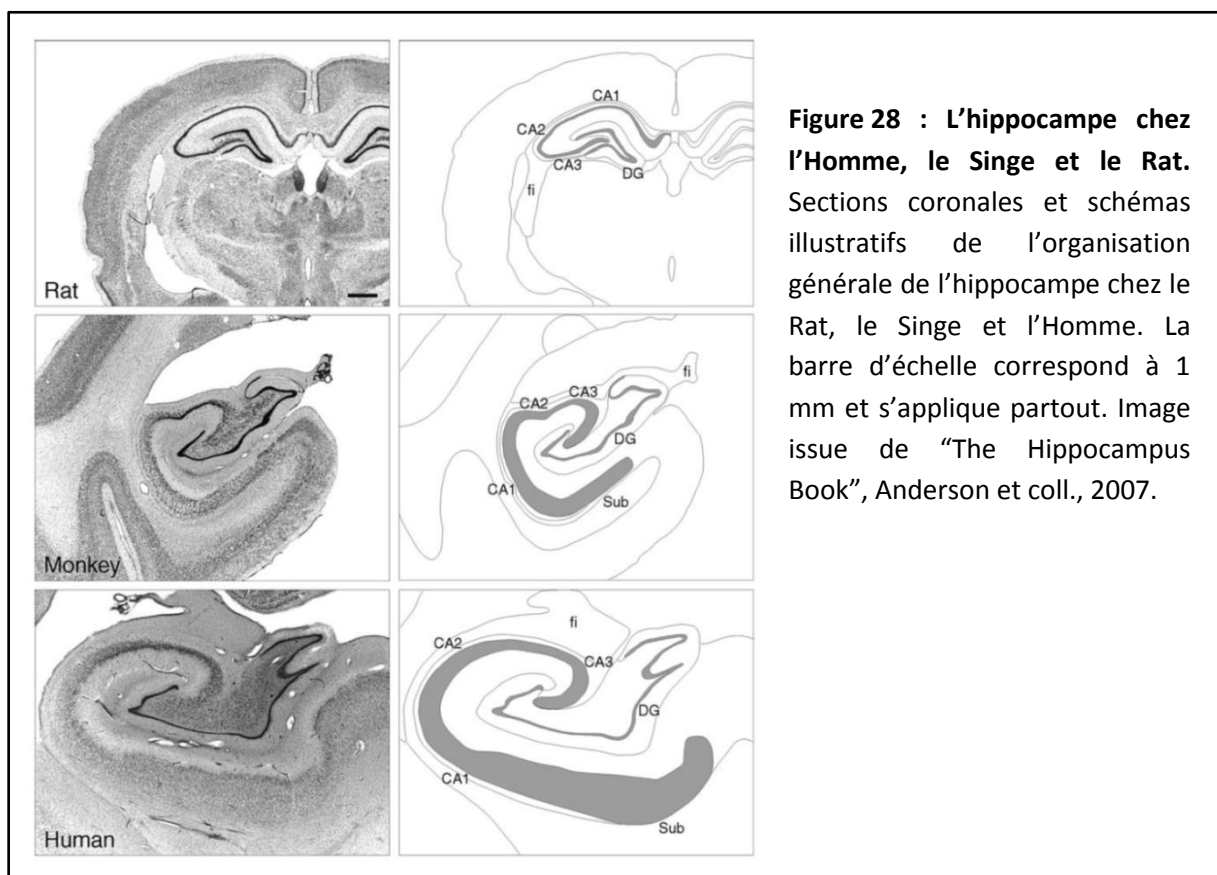 Rat
CA1
CA2
CA3
DG
fi
Monkey
CA2
CA3
fi
DG
CA1
Sub
Human
fi
CA2
CA3
DG
CA1
Sub
Figure 28 : L’hippocampe chez
l’Homme, le Singe et le Rat.
Sections coronales et schémas
illustratifs de l’organisation
générale de l’hippocampe chez le
Rat, le Singe et l’Homme. La
barre d’échelle correspond à 1
mm et s’applique partout. Image
issue de “The Hippocampus
Book”, Anderson et coll., 2007.